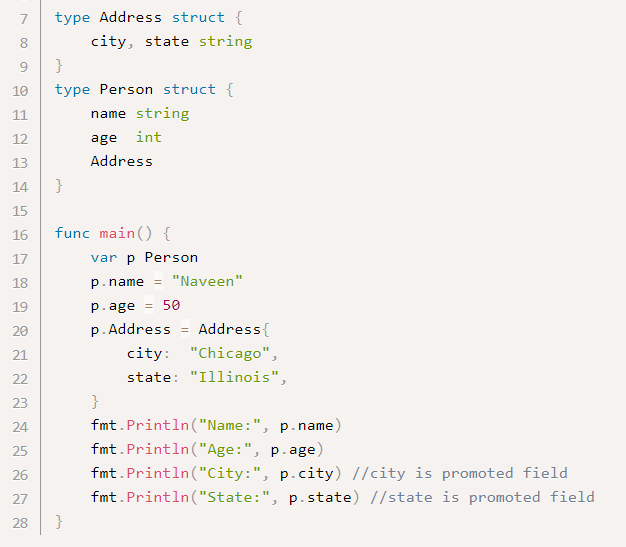 7 type Address struct {
8     city, state string
9 }
10 type Person struct {
11     name string
12     age  int
13     Address
14 }
15
16 func main() {
17     var p Person
18     p.name = "Naveen"
19     p.age = 50
20     p.Address = Address{
21         city:  "Chicago",
22         state: "Illinois",
23     }
24     fmt.Println("Name:", p.name)
25     fmt.Println("Age:", p.age)
26     fmt.Println("City:", p.city) //city is promoted field
27     fmt.Println("State:", p.state) //state is promoted field
28 }